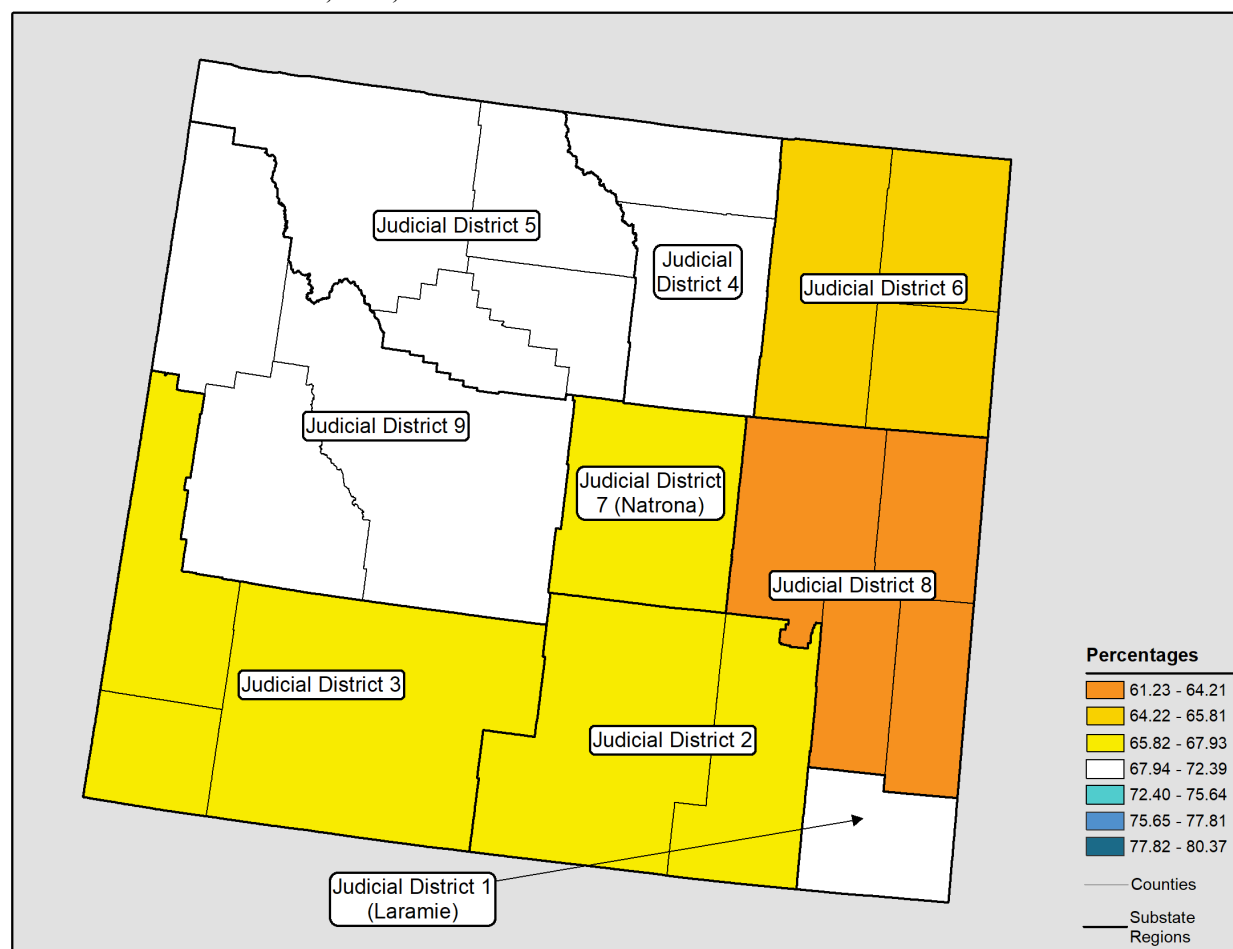 Judicial District 5
Judicial
District 4
Judicial District 6
Judicial District 9
Judicial District
7 (Natrona)
Judicial District 8
Judicial District 3
Judicial District 2
Judicial District 1
(Laramie)
Percentages
61.23 - 64.21
64.22 - 65.81
65.82 - 67.93
67.94 - 72.39
72.40 - 75.64
75.65 - 77.81
77.82 - 80.37
Counties
Substate
Regions